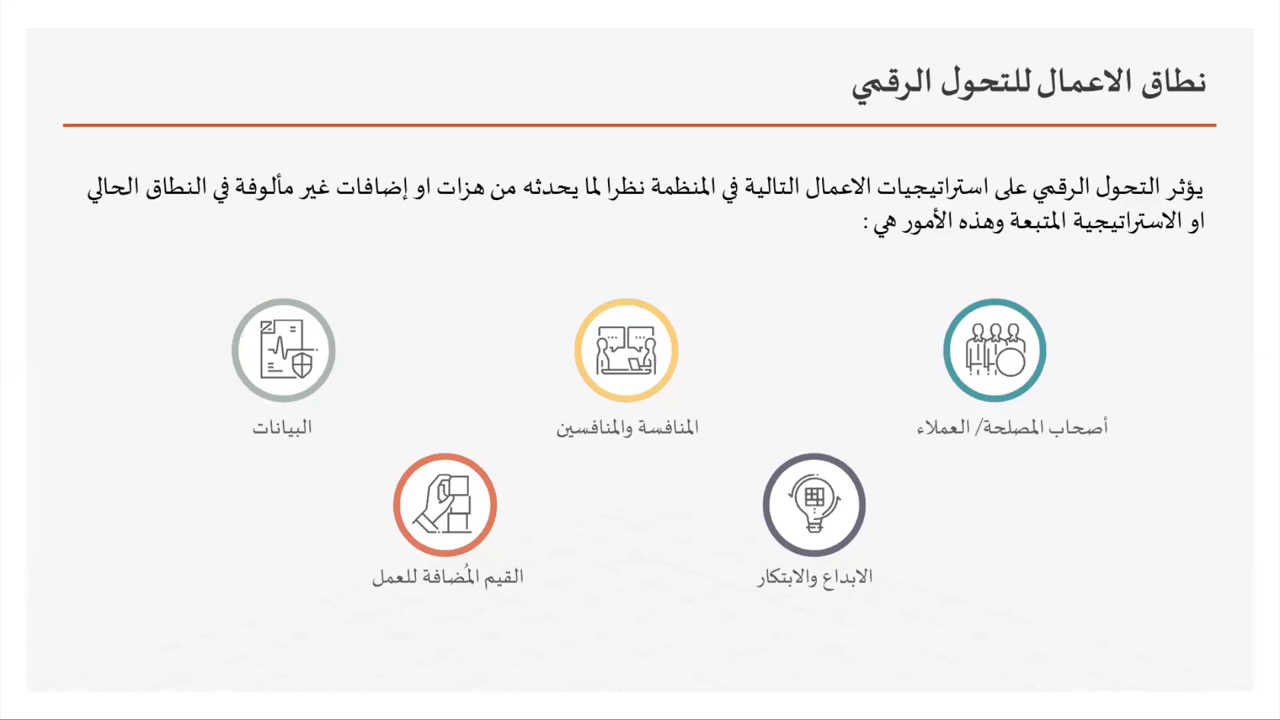 نطاق الاعمال للتحول الرقمي
يؤثر التحول الرقمي على استراتيجيات الاعمال التالية في المنظمة نظرا لما يحدثه من هزات او إضافات غير مألوفة في النطاق الحالي
او الاستراتيجية المتبعة وهذه الأمور هي :
أصحاب المصلحة/ العملاء
المنافسة والمنافسين
البيانات
الابداع والابتكار
القيم المُضافة للعمل